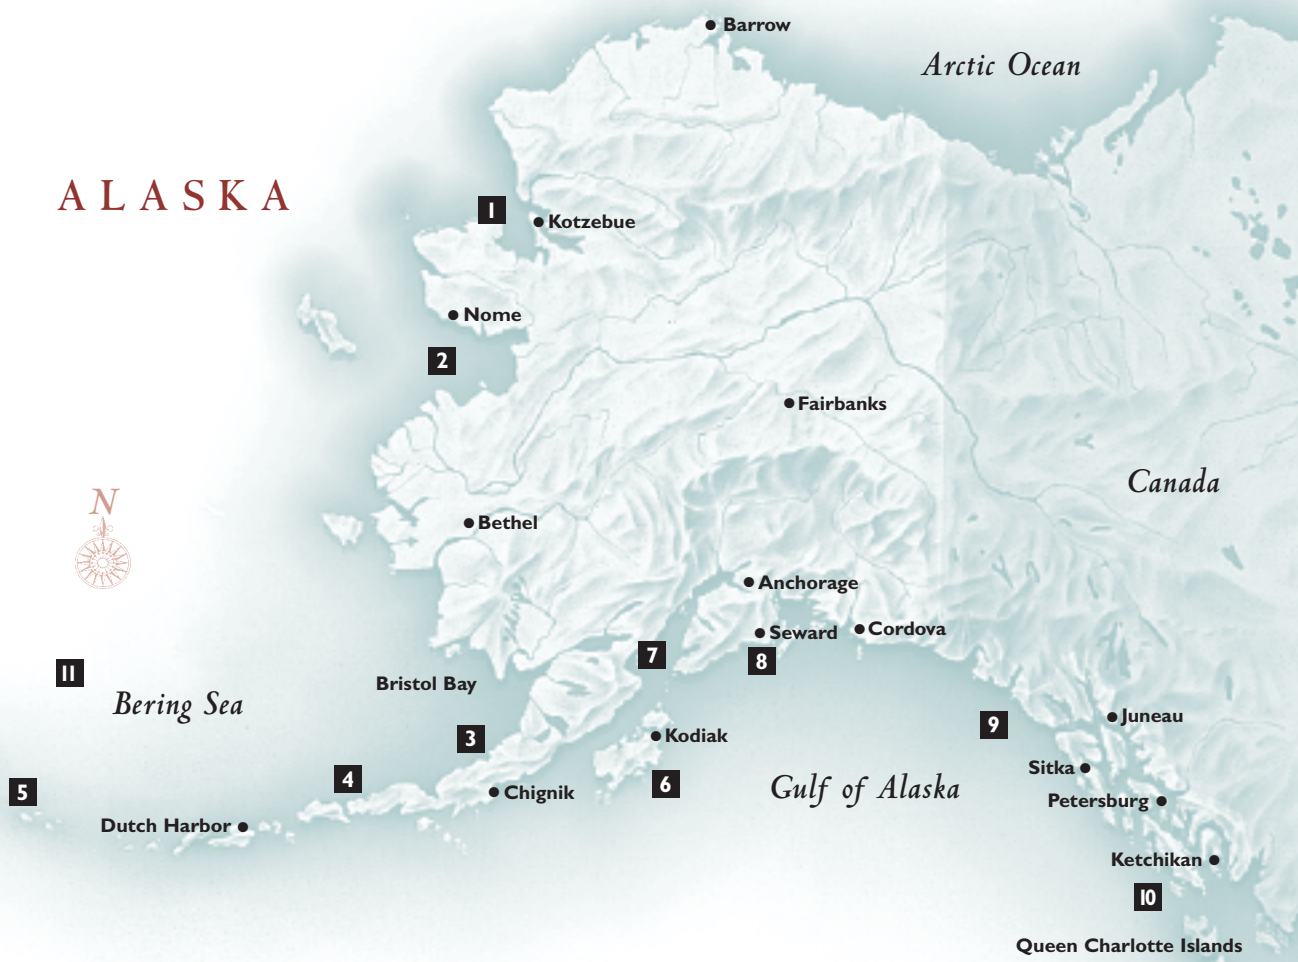 Barrow
Arctic Ocean
ALASKA
1
Kotzebue
Nome
2
Fairbanks
Canada
N
Bethel
Anchorage
Seward
Cordova
7
8
11
Bristol Bay
Bering Sea
Juneau
9
3
Kodiak
Sitka
4
6
Gulf of Alaska
5
Chignik
Petersburg
Dutch Harbor
Ketchikan
10
Queen Charlotte Islands